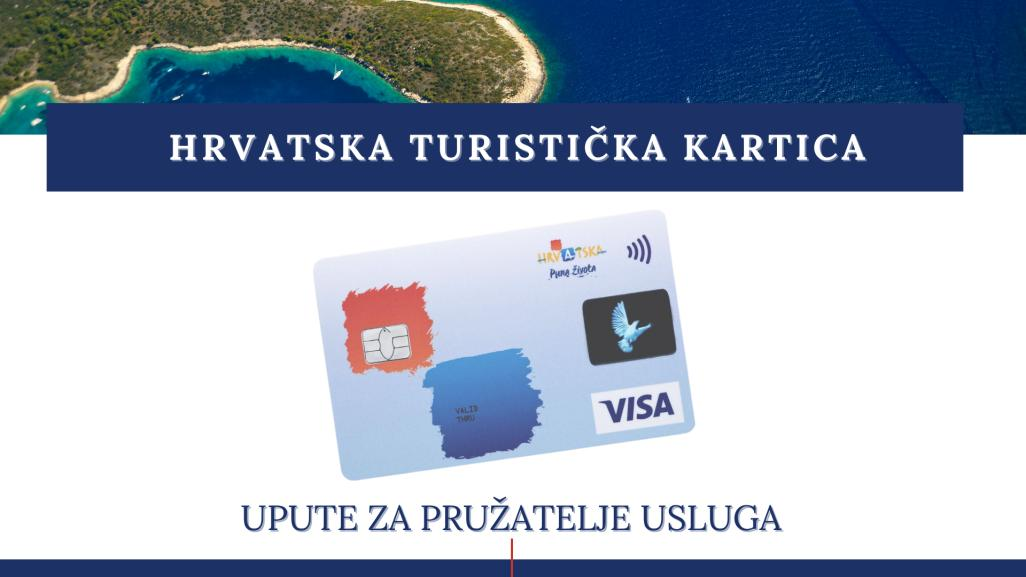 HRVATSKA TURISTIČKA KARTICA
HRVATSKA
Puna života
VALID
THRU
VISA
UPUTE ZA PRUŽATELJE USLUGA